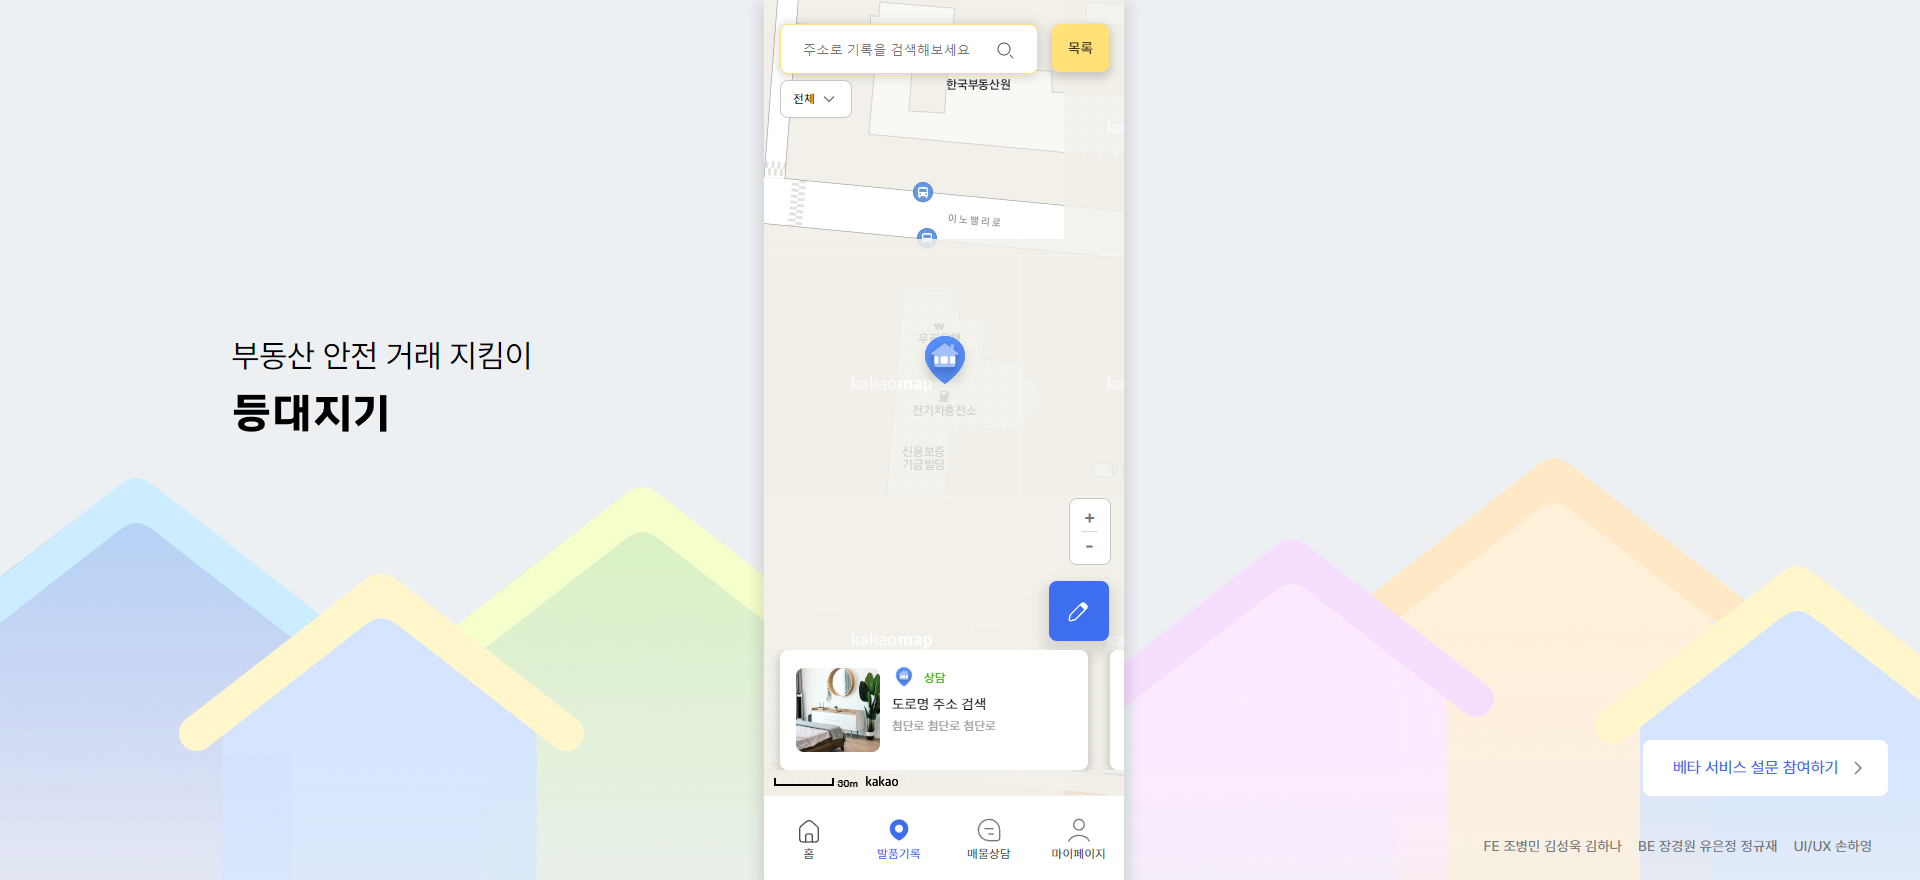 부동산 안전 거래 지킴이
등대지기
주소로 기록을 검색해보세요
목록
전체
한국부동산원
이노밸리로
kakaomap
전기차충전소
신용보증
기금빌딩
+
-
kakaomap
상담
도로명 주소 검색
첨단로 첨단로 첨단로
30m kakao
홈
발품기록
매물상담
마이페이지
베타 서비스 설문 참여하기
FE 조병민 김성욱 김하나 BE 장경원 유은정 정규재 UI/UX 손하영